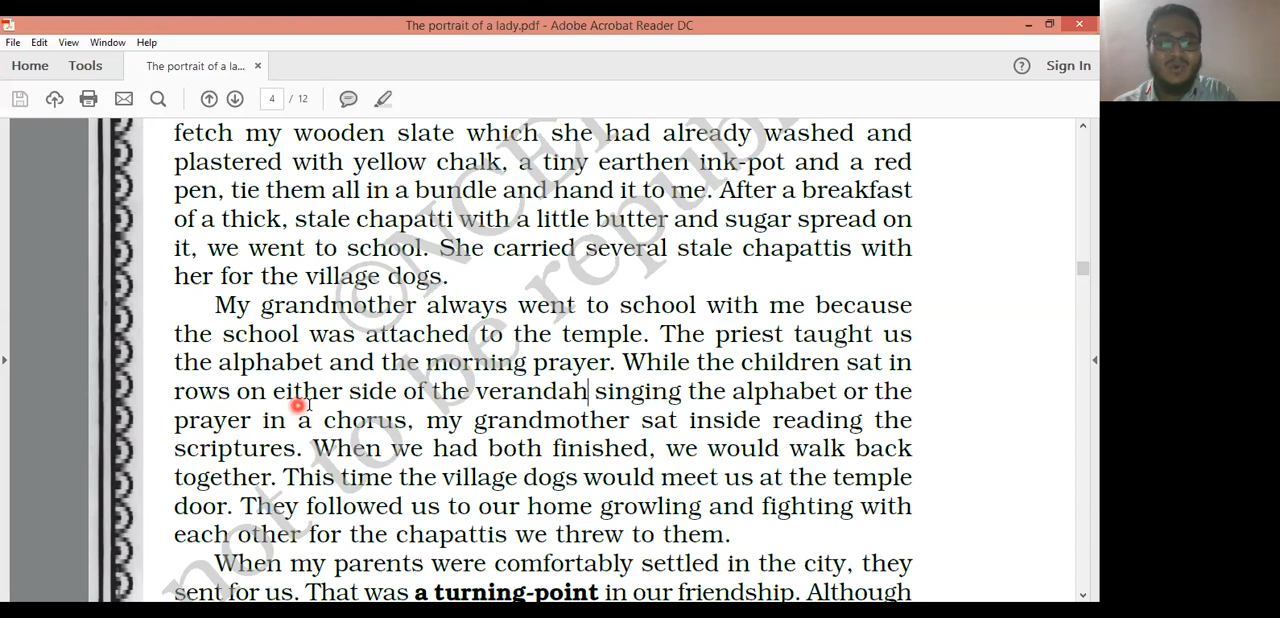 The portrait of a lady.pdf - Adobe Acrobat Reader DC
File Edit View Window Help
Home Tools The portrait of a la... × Sign In
4 / 12
fetch my wooden slate which she had already washed and
plastered with yellow chalk, a tiny earthen ink-pot and a red
pen, tie them all in a bundle and hand it to me. After a breakfast
of a thick, stale chapatti with a little butter and sugar spread on
it, we went to school. She carried several stale chapattis with
her for the village dogs.
My grandmother always went to school with me because
the school was attached to the temple. The priest taught us
the alphabet and the morning prayer. While the children sat in
rows on either side of the verandah singing the alphabet or the
prayer in a chorus, my grandmother sat inside reading the
scriptures. When we had both finished, we would walk back
together. This time the village dogs would meet us at the temple
door. They followed us to our home growling and fighting with
each other for the chapattis we threw to them.
When my parents were comfortably settled in the city, they
sent for us. That was a turning-point in our friendship. Although
©NCE
not to be republi